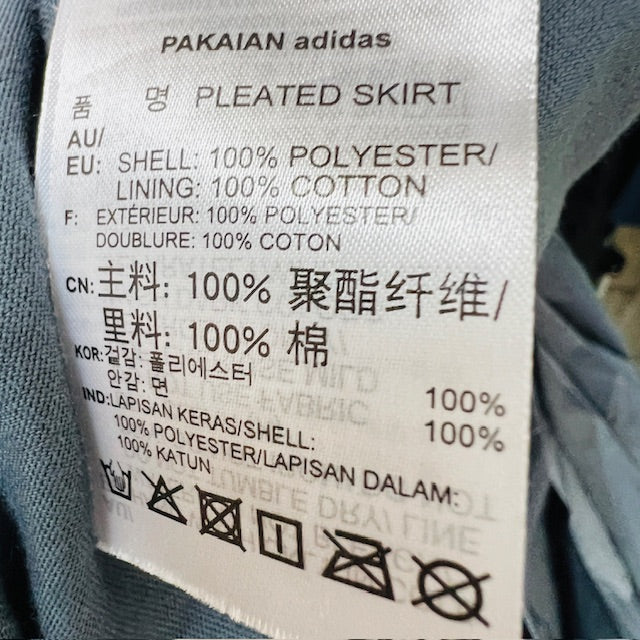 PAKAIAN adidas
품 명 PLEATED SKIRT
AU/
EU: SHELL: 100% POLYESTER/
LINING: 100% COTTON
F: EXTÉRIEUR: 100% POLYESTER/
DOUBLURE: 100% COTON
CN: 主料: 100% 聚酯纤维/
里料: 100% 棉
KOR: 겉감: 폴리에스터 100%
안감: 면 100%
IND: LAPISAN KERAS/SHELL:
100% POLYESTER/LAPISAN DALAM:
100% KATUN